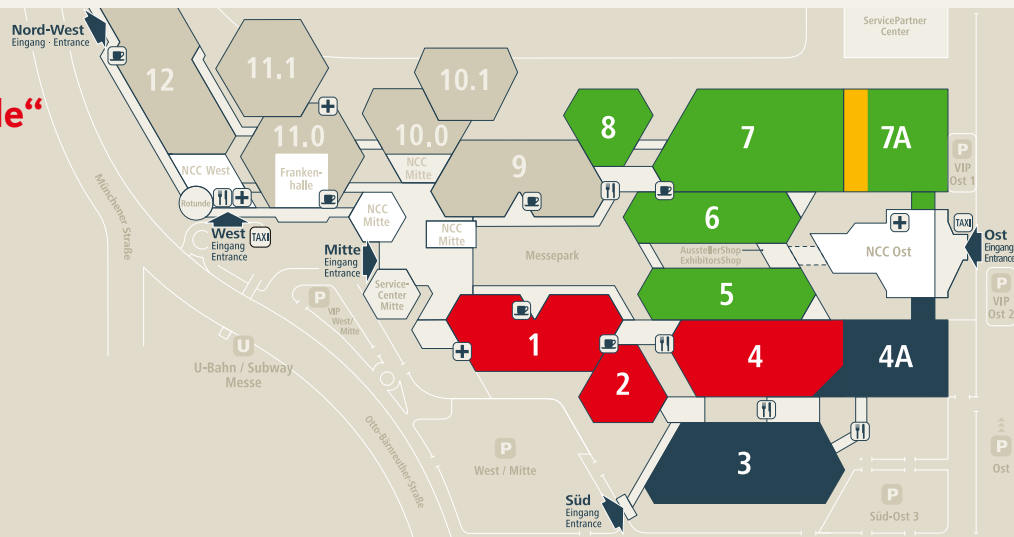 Nord-West
Eingang · Entrance
le“
12
11.1
11.0
Franken-
halle
NCC West
Rotunde
West
Eingang
Entrance
TAXI
10.1
10.0
NCC
Mitte
9
NCC
Mitte
NCC
Mitte
Mitte
Eingang
Entrance
Service-
Center
Mitte
Messepark
8
7
7A
6
AusstellerShop
ExhibitorsShop
5
NCC Ost
TAXI
Ost
Eingang
Entrance
ServicePartner
Center
P
VIP
Ost 1
P
VIP
Ost 2
1
2
4
4A
3
Süd
Eingang
Entrance
Münchener Straße
P
VIP
West/
Mitte
U
U-Bahn / Subway
Messe
Otto-Bärnreuther-Straße
P
West / Mitte
P
Süd-Ost 3
P
Ost